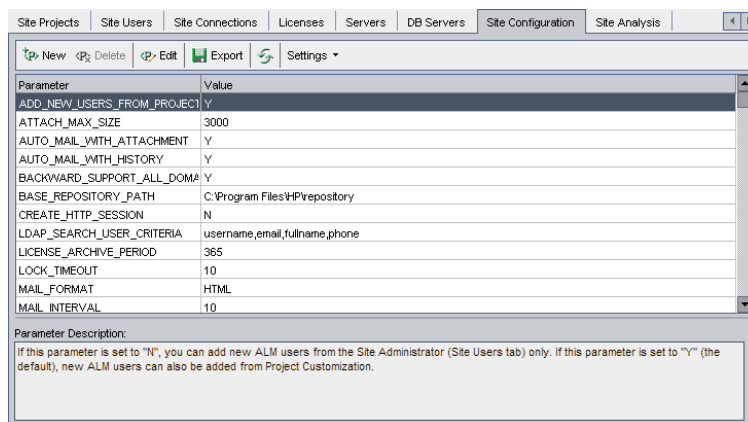 Site Projects Site Users Site Connections Licenses Servers DB Servers Site Configuration Site Analysis
New Delete Edit Export Settings
Parameter Value
ADD_NEW_USERS_FROM_PROJECT Y
ATTACH_MAX_SIZE 3000
AUTO_MAIL_WITH_ATTACHMENT Y
AUTO_MAIL_WITH_HISTORY Y
BACKWARD_SUPPORT_ALL_DOMA Y
BASE_REPOSITORY_PATH C:\Program Files\HP\repository
CREATE_HTTP_SESSION N
LDAP_SEARCH_USER_CRITERIA username,email,fullname,phone
LICENSE_ARCHIVE_PERIOD 365
LOCK_TIMEOUT 10
MAIL_FORMAT HTML
MAIL_INTERVAL 10
Parameter Description:
If this parameter is set to "N", you can add new ALM users from the Site Administrator (Site Users tab) only. If this parameter is set to "Y" (the
default), new ALM users can also be added from Project Customization.